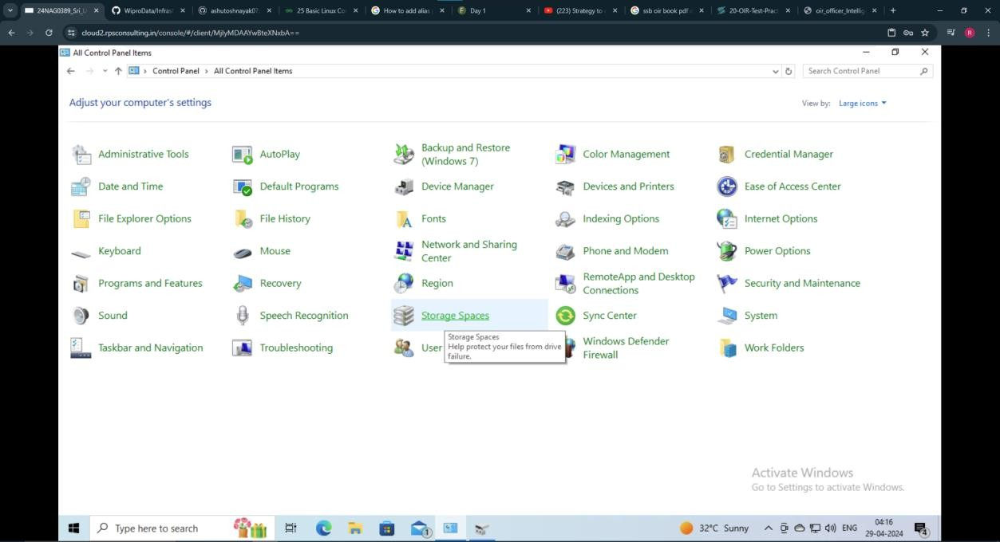 24NAG0389_Sri_U
WiproData/Infrast
ashutoshnayak07
25 Basic Linux Co
How to add alias
Day 1
(223) Strategy to
ssb oir book pdf
20-OIR-Test-Pract
oir_officer_Intellig
cloud2.rpsconsulting.in/console/#/client/MjIyMDAAYwBteXNxbA==
R
All Control Panel Items
Control Panel > All Control Panel Items
Search Control Panel
Adjust your computer's settings
View by: Large icons
Administrative Tools
AutoPlay
Backup and Restore
(Windows 7)
Color Management
Credential Manager
Date and Time
Default Programs
Device Manager
Devices and Printers
Ease of Access Center
File Explorer Options
File History
Fonts
Indexing Options
Internet Options
Keyboard
Mouse
Network and Sharing
Center
Phone and Modem
Power Options
Programs and Features
Recovery
Region
RemoteApp and Desktop
Connections
Security and Maintenance
Sound
Speech Recognition
Storage Spaces
Sync Center
System
Taskbar and Navigation
Troubleshooting
User
Storage Spaces
Help protect your files from drive
failure.
Windows Defender
Firewall
Work Folders
Activate Windows
Go to Settings to activate Windows.
Type here to search
1
32°C Sunny
ENG
04:16
29-04-2024
4